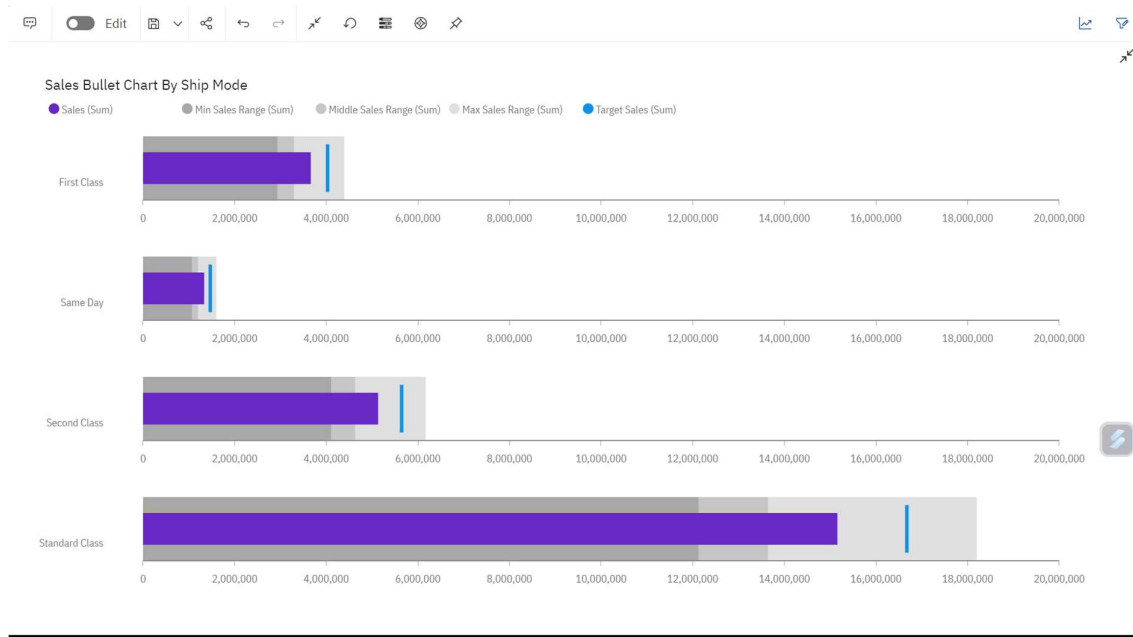 Edit
Sales Bullet Chart By Ship Mode
Sales (Sum) Min Sales Range (Sum) Middle Sales Range (Sum) Max Sales Range (Sum) Target Sales (Sum)
First Class
0 2,000,000 4,000,000 6,000,000 8,000,000 10,000,000 12,000,000 14,000,000 16,000,000 18,000,000 20,000,000
Same Day
0 2,000,000 4,000,000 6,000,000 8,000,000 10,000,000 12,000,000 14,000,000 16,000,000 18,000,000 20,000,000
Second Class
0 2,000,000 4,000,000 6,000,000 8,000,000 10,000,000 12,000,000 14,000,000 16,000,000 18,000,000 20,000,000
Standard Class
0 2,000,000 4,000,000 6,000,000 8,000,000 10,000,000 12,000,000 14,000,000 16,000,000 18,000,000 20,000,000